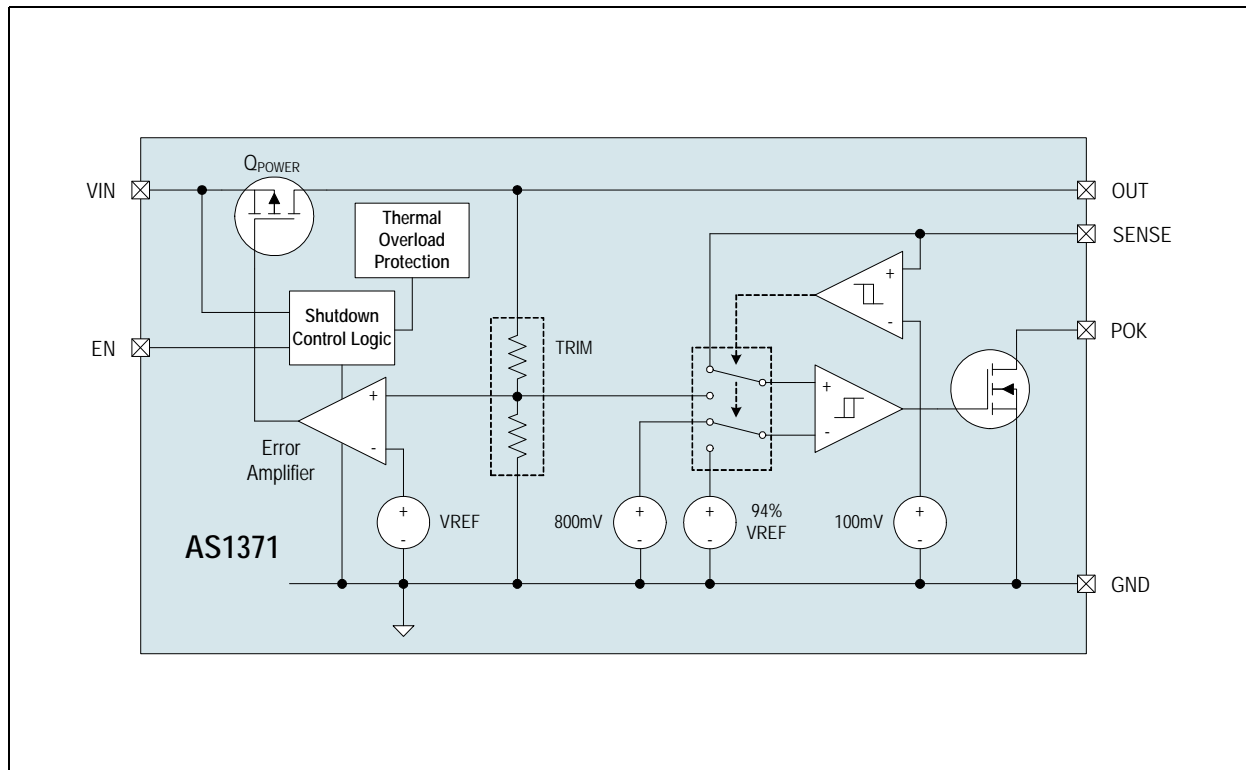 QPOWER
VIN
OUT
Thermal
Overload
Protection
SENSE
+
-
Shutdown
Control Logic
POK
EN
TRIM
+
-
+
-
Error
Amplifier
+
-
VREF
800mV
+
-
+
-
94%
VREF
100mV
+
-
AS1371
GND